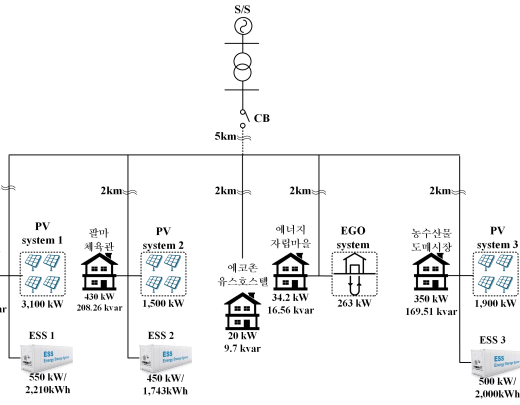 S/S
CB
5km
2km
2km
2km
2km
PV
system 1
3,100 kW
팔마
체육관
430 kW
208.26 kvar
PV
system 2
1,500 kW
에코촌
유스호스텔
20 kW
9.7 kvar
에너지
자립마을
34.2 kW
16.56 kvar
EGO
system
263 kW
농수산물
도매시장
350 kW
169.51 kvar
PV
system 3
1,900 kW
ESS 1
ESS
550 kW/
2,210kWh
ESS 2
ESS
450 kW/
1,743kWh
ESS 3
ESS
500 kW/
2,000kWh